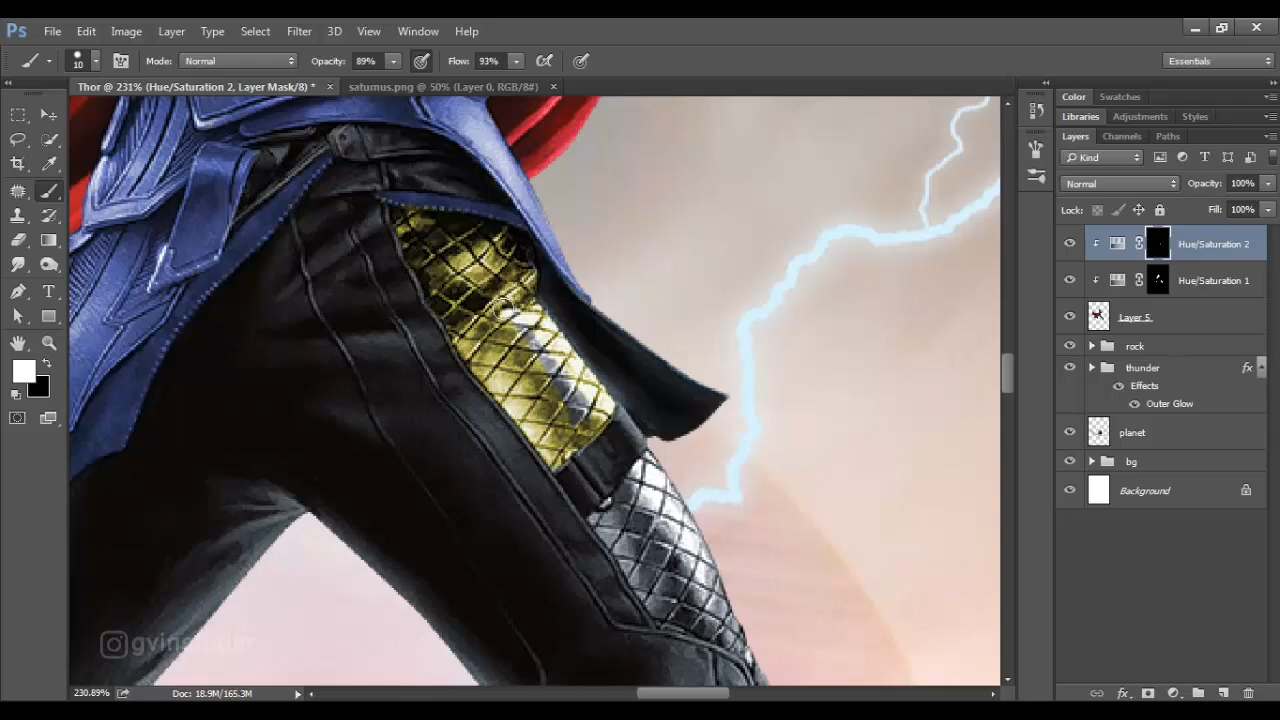 Ps File Edit Image Layer Type Select Filter 3D View Window Help
10 Mode: Normal Opacity: 89% Flow: 93% Essentials
Thor @ 231% (Hue/Saturation 2, Layer Mask/8) * × saturnus.png @ 50% (Layer 0, RGB/8#) ×
Color Swatches
Libraries Adjustments Styles
Layers Channels Paths
Kind
Normal Opacity: 100%
Lock: Fill: 100%
Hue/Saturation 2
Hue/Saturation 1
Layer 5
rock
thunder fx
Effects
Outer Glow
planet
bg
Background
230.89% Doc: 18.9M/165.3M